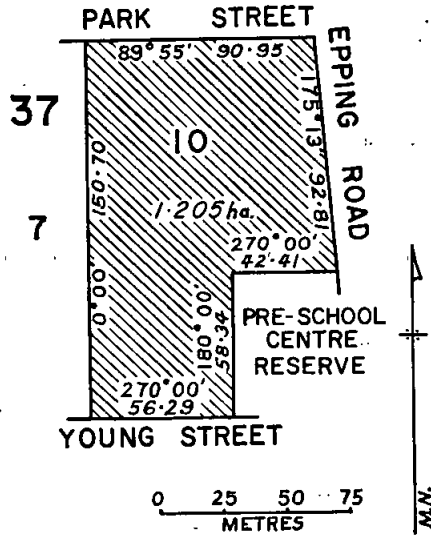 PARK STREET
89° 55' 90·95
EPPING ROAD
37
175° 13' 92·81
10
7
0° 00' 150·70
1·205ha
270° 00'
42·41
180° 00'
58·34
PRE-SCHOOL
CENTRE
RESERVE
270° 00'
56·29
YOUNG STREET
0 25 50 75
METRES
N.W.